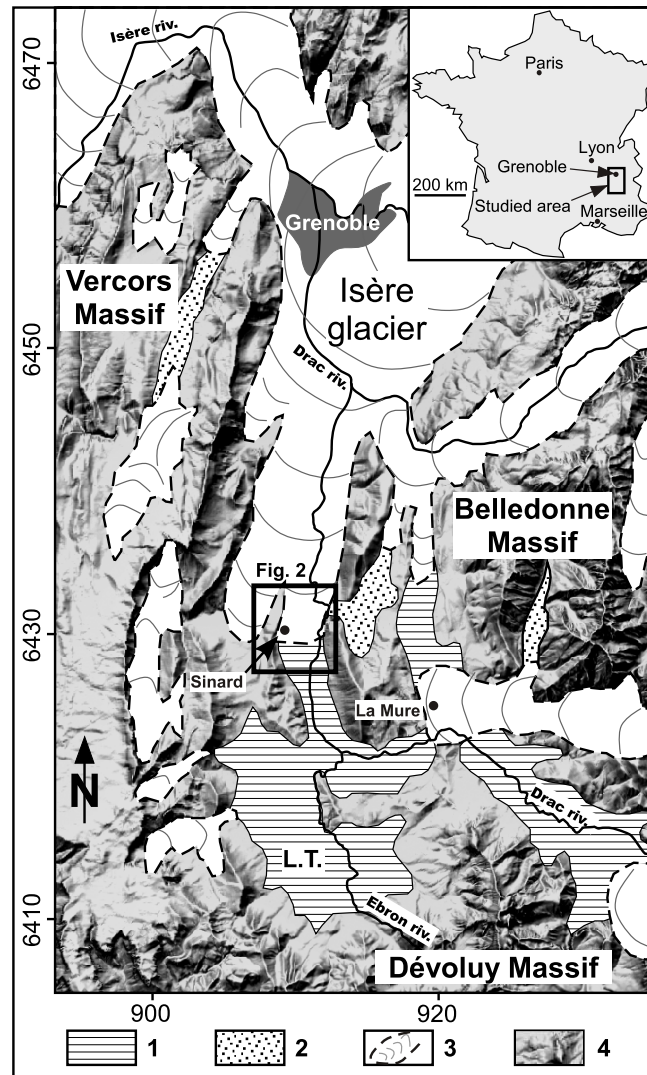 Isère riv.
6470
Paris
Lyon
Grenoble
200 km
Studied area
Marseille
Grenoble
Vercors
Massif
Isère
glacier
6450
Drac riv.
Belledonne
Massif
Fig. 2
6430
Sinard
La Mure
N
Drac riv.
L.T.
6410
Ebron riv.
Dévoluy Massif
900
920
1
2
3
4